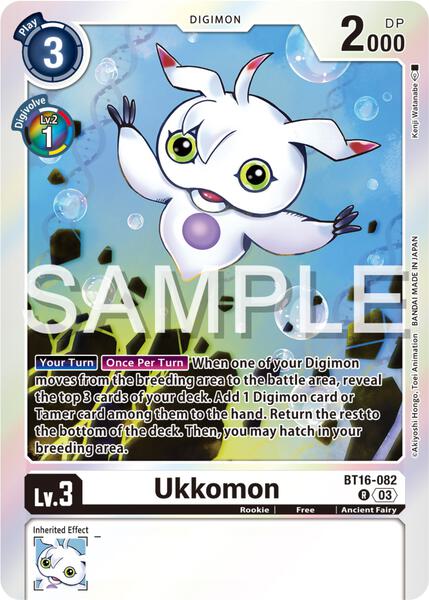 Play
3
DIGIMON
DP
2000
Digivolve
Lv.2
1
Kenji Watanabe
©Akiyoshi Hongo, Toei Animation BANDAI MADE IN JAPAN
SAMPLE
Your Turn Once Per Turn When one of your Digimon
moves from the breeding area to the battle area, reveal
the top 3 cards of your deck. Add 1 Digimon card or
Tamer card among them to the hand. Return the rest to
the bottom of the deck. Then, you may hatch in your
breeding area.
BT16-082
Lv.3
Ukkomon
R 03
Rookie Free Ancient Fairy
Inherited Effect
–